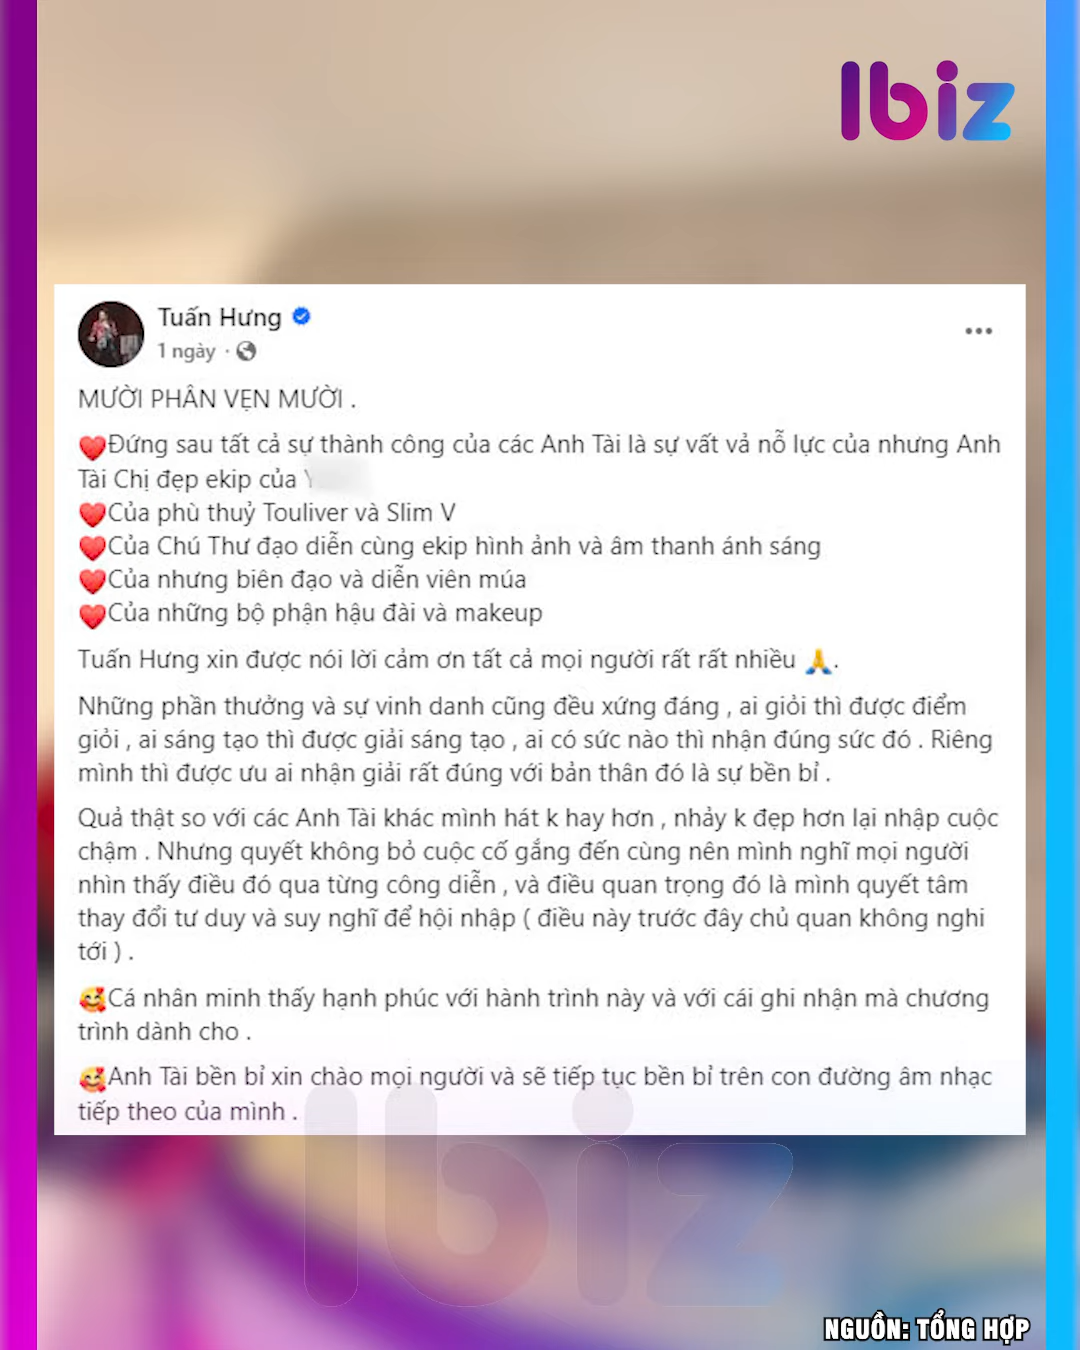 Ibiz
Tuấn Hưng
1 ngày ·
MƯỜI PHÂN VẸN MƯỜI .
❤️Đứng sau tất cả sự thành công của các Anh Tài là sự vất vả nỗ lực của nhưng Anh
Tài Chị đẹp ekip của Y
❤️Của phù thuỷ Touliver và Slim V
❤️Của Chú Thư đạo diễn cùng ekip hình ảnh và âm thanh ánh sáng
❤️Của nhưng biên đạo và diễn viên múa
❤️Của những bộ phận hậu đài và makeup
Tuấn Hưng xin được nói lời cảm ơn tất cả mọi người rất rất nhiều 🙏.
Những phần thưởng và sự vinh danh cũng đều xứng đáng , ai giỏi thì được điểm
giỏi , ai sáng tạo thì được giải sáng tạo , ai có sức nào thì nhận đúng sức đó . Riêng
mình thì được ưu ai nhận giải rất đúng với bản thân đó là sự bền bỉ .
Quả thật so với các Anh Tài khác mình hát k hay hơn , nhảy k đẹp hơn lại nhập cuộc
chậm . Nhưng quyết không bỏ cuộc cố gắng đến cùng nên mình nghĩ mọi người
nhìn thấy điều đó qua từng công diễn , và điều quan trọng đó là mình quyết tâm
thay đổi tư duy và suy nghĩ để hội nhập ( điều này trước đây chủ quan không nghi
tới ) .
🥰Cá nhân minh thấy hạnh phúc với hành trình này và với cái ghi nhận mà chương
trình dành cho .
🥰Anh Tài bền bỉ xin chào mọi người và sẽ tiếp tục bền bỉ trên con đường âm nhạc
tiếp theo của mình .
Ibiz
NGUỒN: TỔNG HỢP